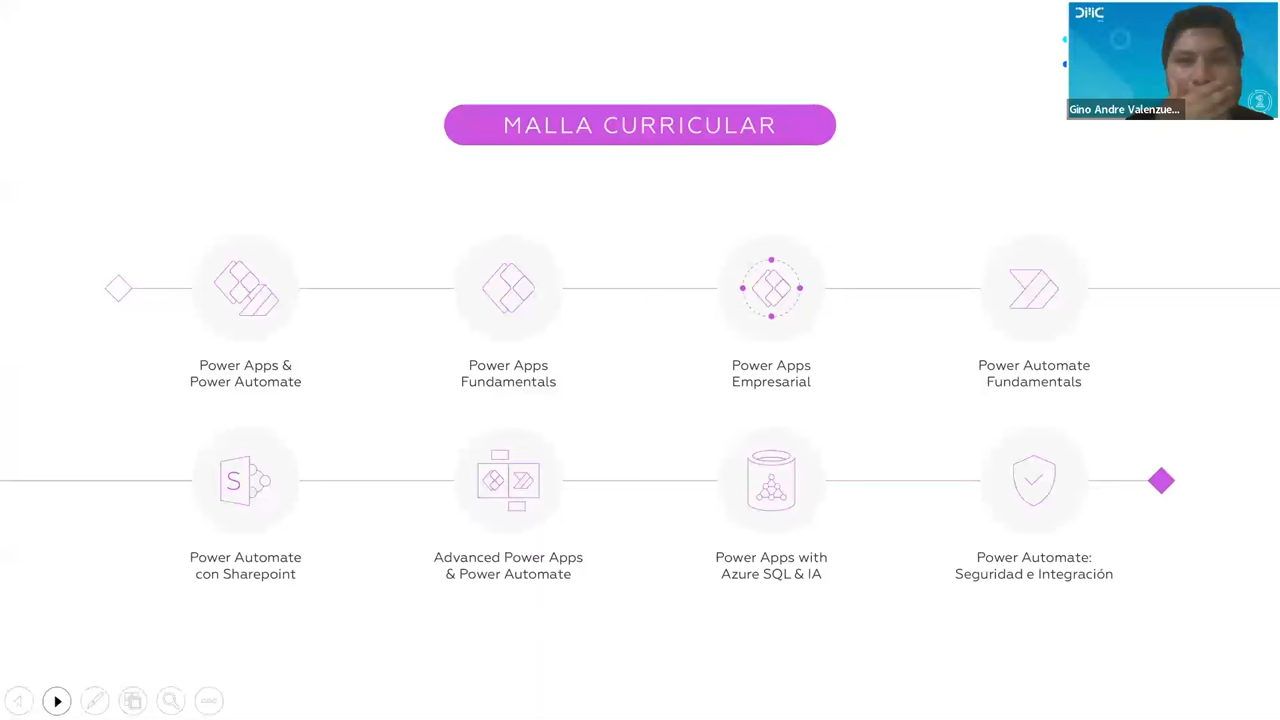 DMC
Gino Andre Valenzue...
MALLA CURRICULAR
Power Apps &
Power Automate
Power Apps
Fundamentals
Power Apps
Empresarial
Power Automate
Fundamentals
S
Power Automate
con Sharepoint
Advanced Power Apps
& Power Automate
Power Apps with
Azure SQL & IA
Power Automate:
Seguridad e Integración